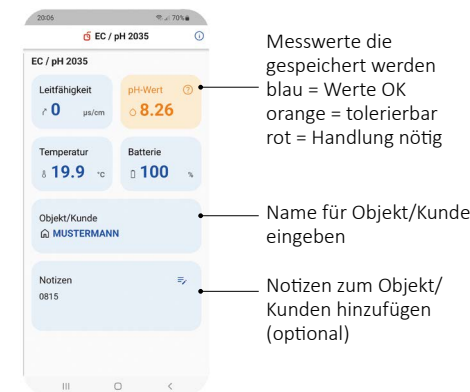 20:06
70%
EC / pH 2035
EC / pH 2035
Leitfähigkeit
0 µs/cm
pH-Wert
8.26
Temperatur
19.9 °C
Batterie
100 %
Objekt/Kunde
MUSTERMANN
Notizen
0815
Messwerte die
gespeichert werden
blau = Werte OK
orange = tolerierbar
rot = Handlung nötig
Name für Objekt/Kunde
eingeben
Notizen zum Objekt/
Kunden hinzufügen
(optional)